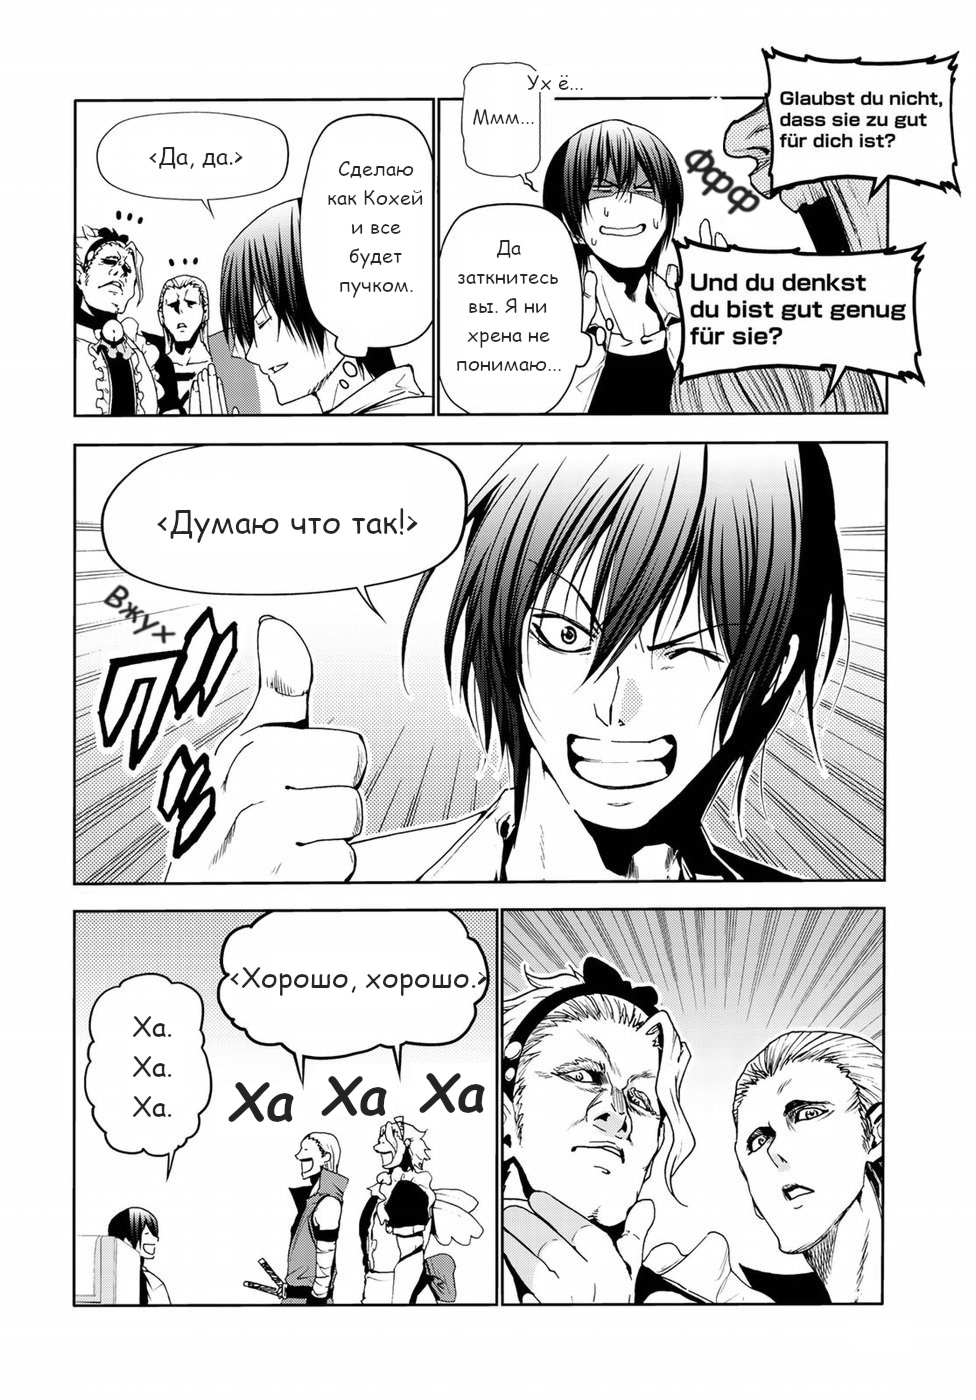 Glaubst du nicht,
dass sie zu gut
für dich ist?
Ух ё...
Ммм...
ффф
Und du denkst
du bist gut genug
für sie?
Да
заткнитесь
вы. Я ни
хрена не
понимаю...
Сделаю
как Кохей
и все
будет
пучком.
<Да, да.>
<Думаю что так!>
Вжух
グッ
<Хорошо, хорошо.>
Ха.
Ха.
Ха.
Ха Ха Ха